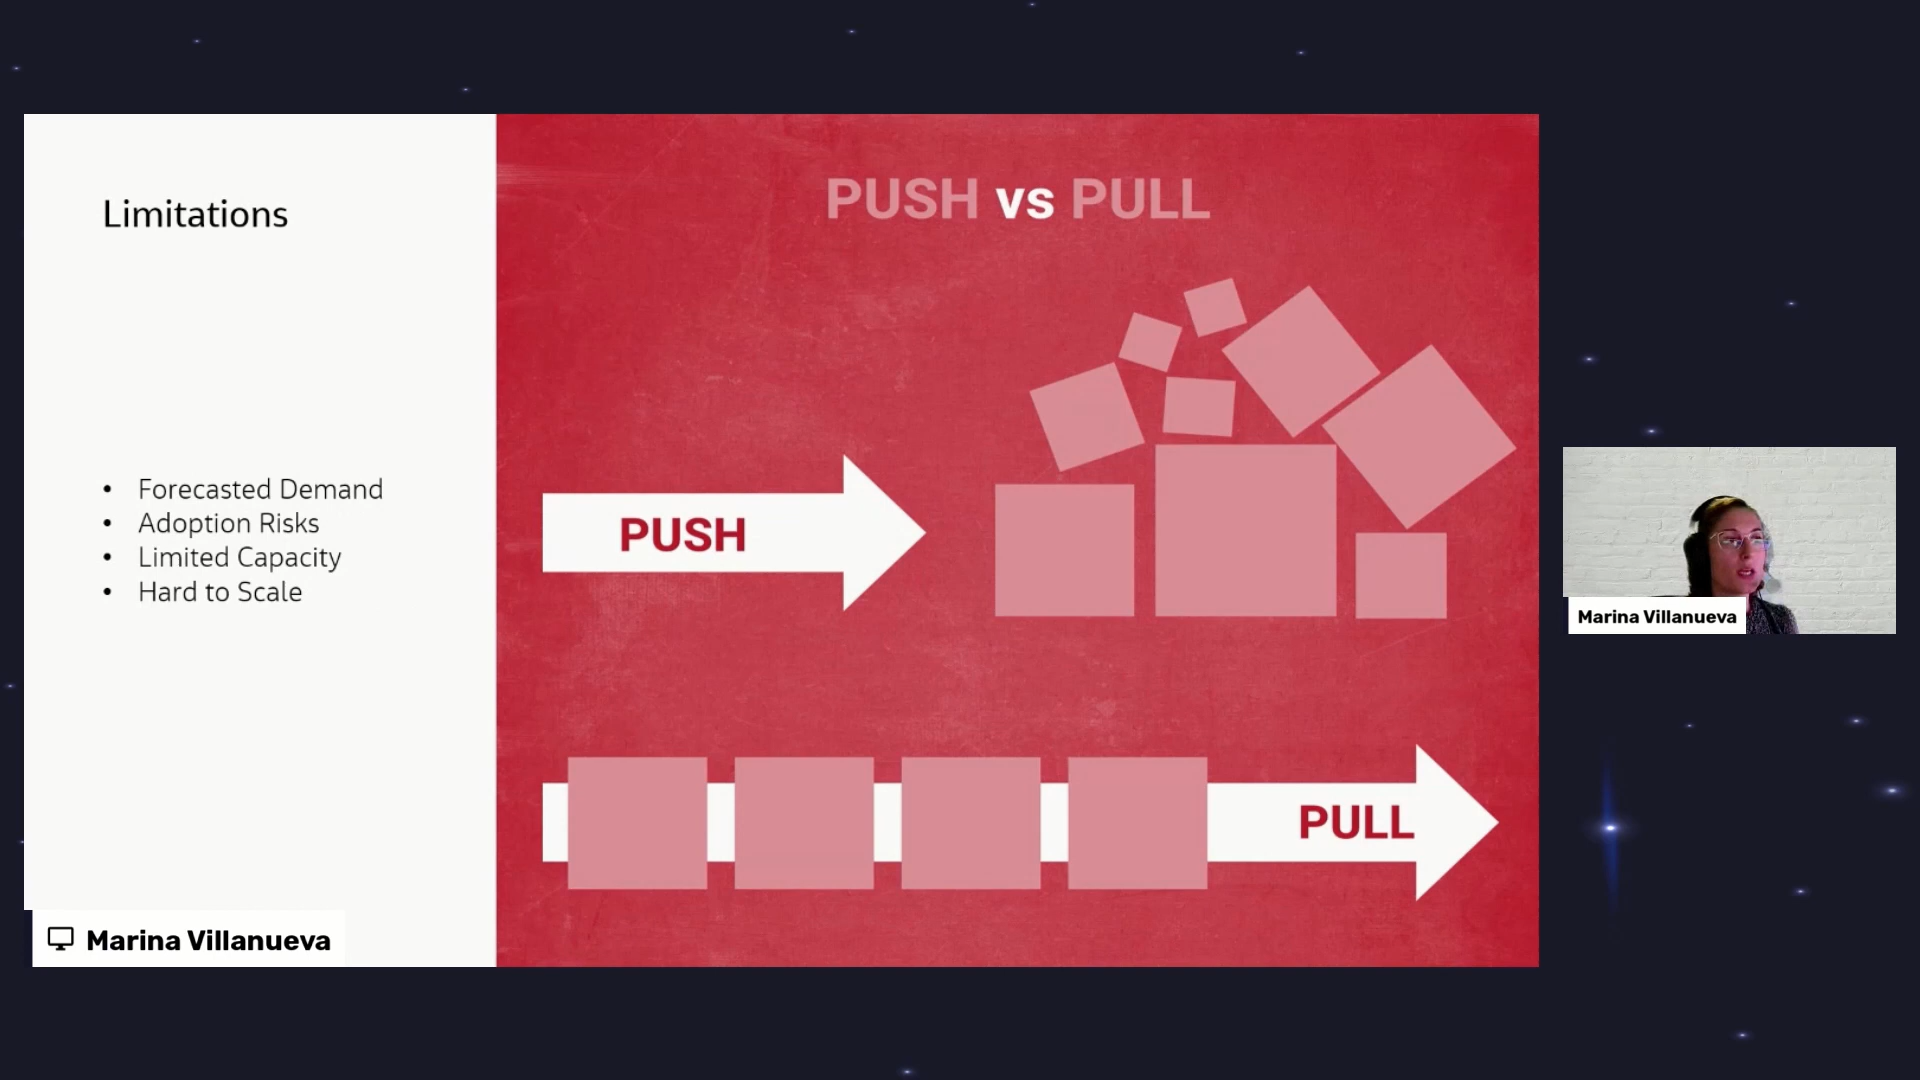 Limitations
• Forecasted Demand
• Adoption Risks
• Limited Capacity
• Hard to Scale
PUSH vs PULL
PUSH
PULL
Marina Villanueva
Marina Villanueva